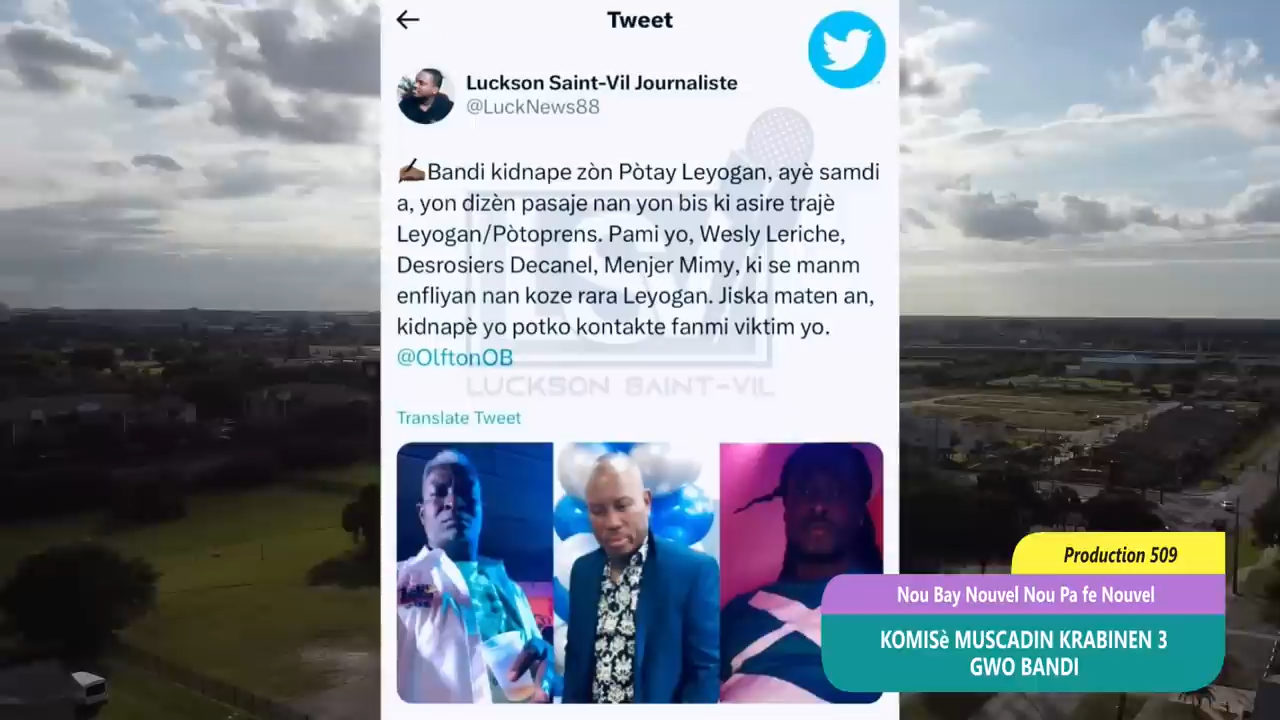 Tweet
Luckson Saint-Vil Journaliste
@LuckNews88
Bandi kidnape zòn Pòtay Leyogan, ayè samdi
a, yon dizèn pasaje nan yon bis ki asire trajè
Leyogan/Pòtoprens. Pami yo, Wesly Leriche,
Desrosiers Decanel, Menjer Mimy, ki se manm
enfliyan nan koze rara Leyogan. Jiska maten an,
kidnapè yo potko kontakte fanmi viktim yo.
@OlftonOB
LSV
LUCKSON SAINT-VIL
Translate Tweet
Production 509
Nou Bay Nouvel Nou Pa fe Nouvel
KOMISè MUSCADIN KRABINEN 3
GWO BANDI